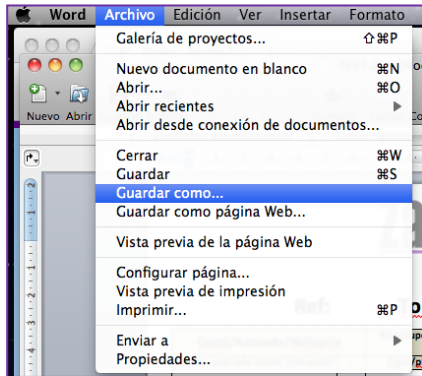 Word Archivo Edición Ver Insertar Formato
Galería de proyectos... ⇧⌘P
Nuevo documento en blanco ⌘N
Abrir... ⌘O
Abrir recientes ▶
Abrir desde conexión de documentos...
Nuevo Abrir
Cerrar ⌘W
Guardar ⌘S
Guardar como...
Guardar como página Web...
Vista previa de la página Web
Configurar página...
Vista previa de impresión
Imprimir... ⌘P
Ref:
Enviar a ▶
Propiedades...